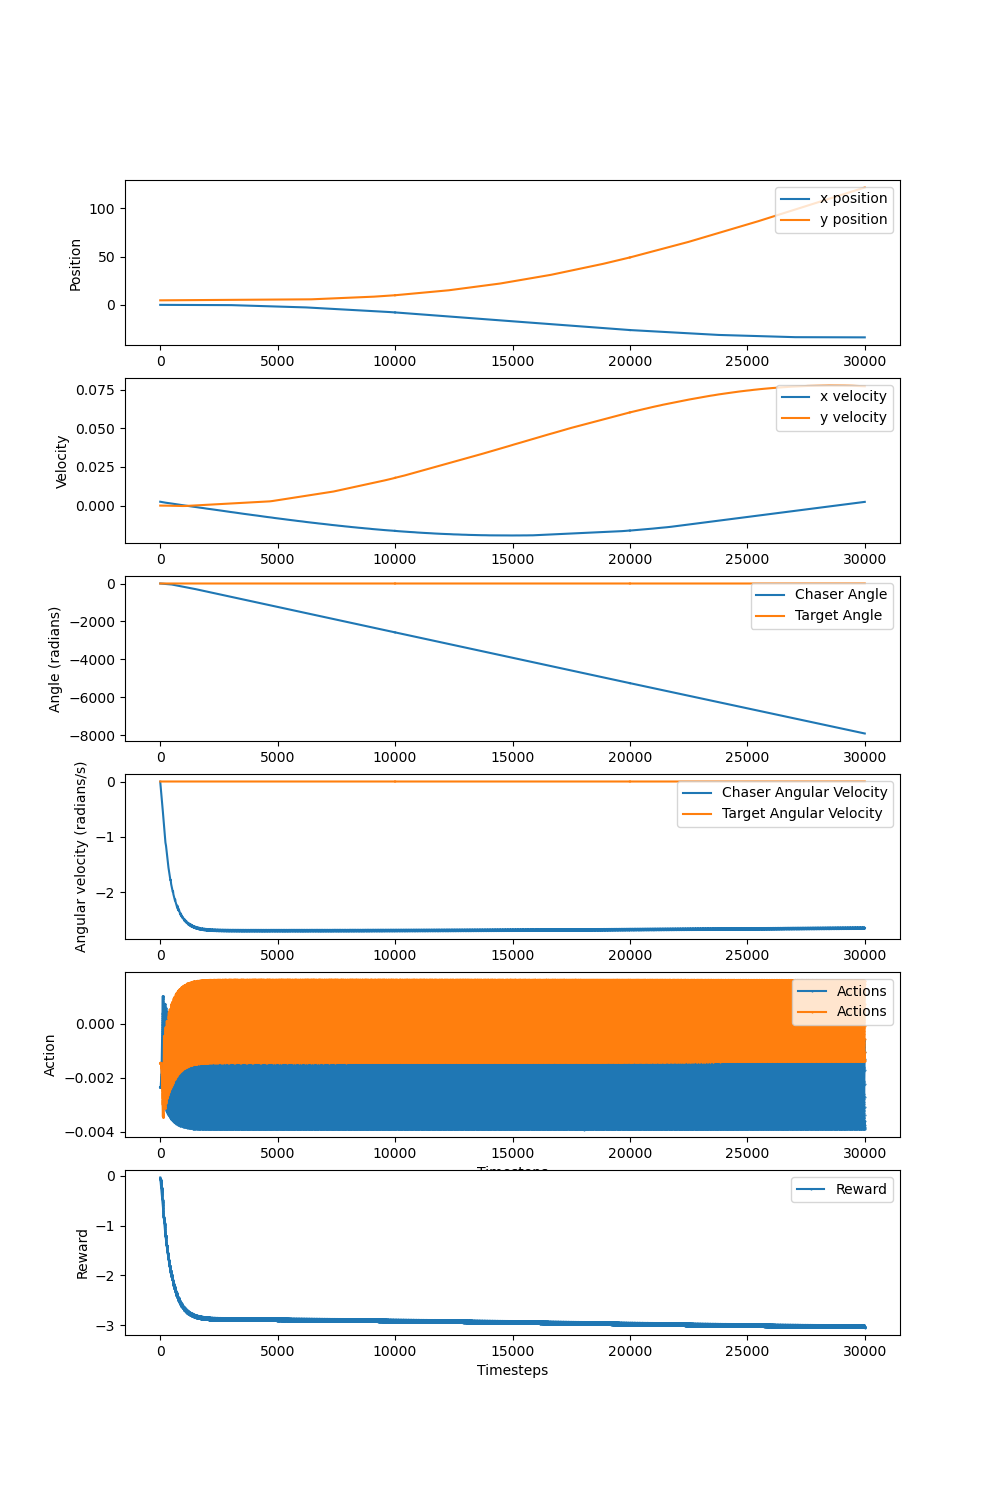 Position
100
50
0
x position
y position
0 5000 10000 15000 20000 25000 30000
Velocity
0.075
0.050
0.025
0.000
x velocity
y velocity
0 5000 10000 15000 20000 25000 30000
Angle (radians)
0
−2000
−4000
−6000
−8000
Chaser Angle
Target Angle
0 5000 10000 15000 20000 25000 30000
Angular velocity (radians/s)
0
−1
−2
Chaser Angular Velocity
Target Angular Velocity
0 5000 10000 15000 20000 25000 30000
Action
0.000
−0.002
−0.004
Actions
Actions
0 5000 10000 15000 20000 25000 30000
Timesteps
Reward
0
−1
−2
−3
Reward
0 5000 10000 15000 20000 25000 30000
Timesteps